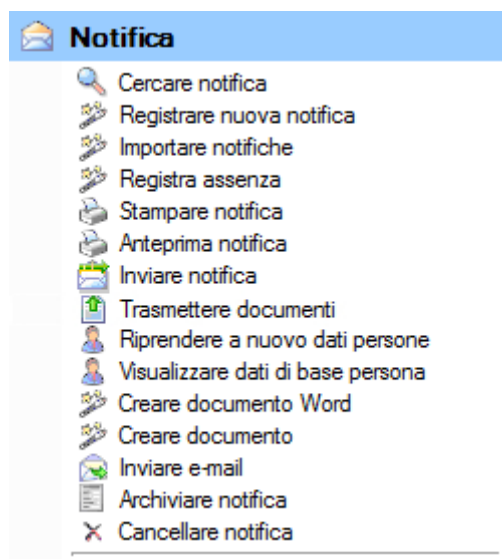 Notifica
Cercare notifica
Registrare nuova notifica
Importare notifiche
Registra assenza
Stampare notifica
Anteprima notifica
Inviare notifica
Trasmettere documenti
Riprendere a nuovo dati persone
Visualizzare dati di base persona
Creare documento Word
Creare documento
Inviare e-mail
Archiviare notifica
Cancellare notifica